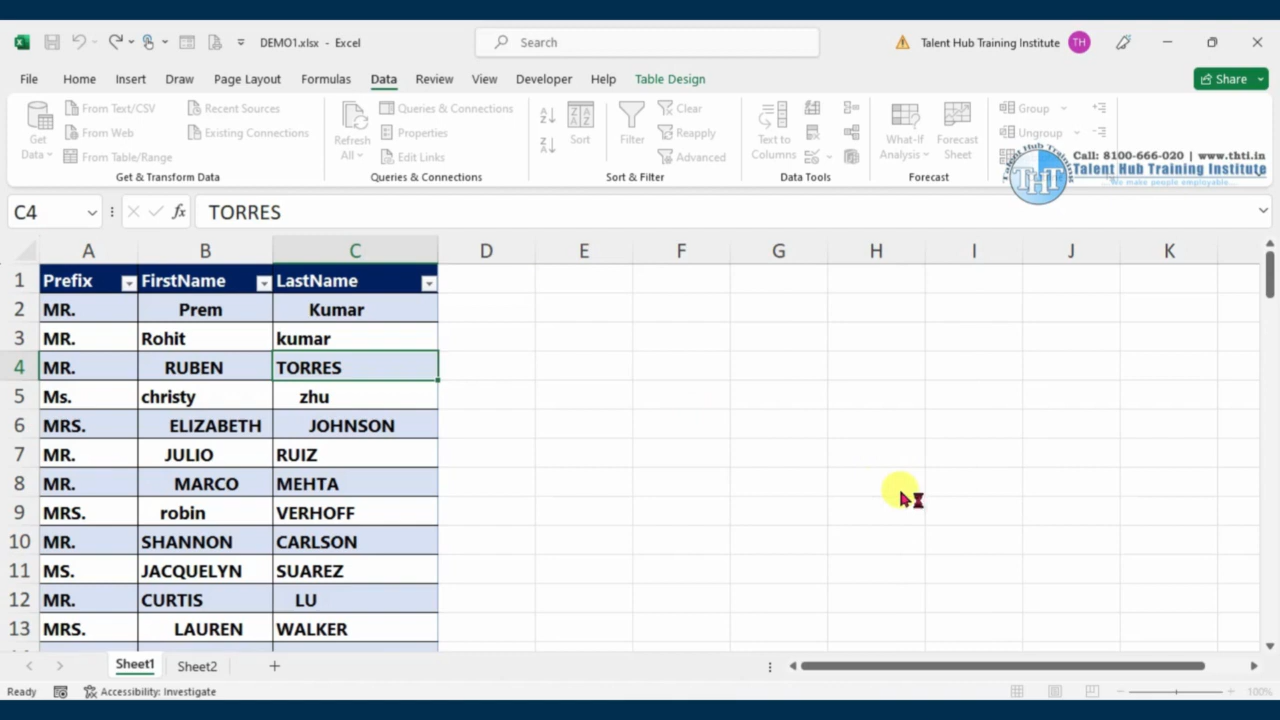 DEMO1.xlsx - Excel
Search
Talent Hub Training Institute TH
File Home Insert Draw Page Layout Formulas Data Review View Developer Help Table Design Share
Get Data
From Text/CSV
From Web
From Table/Range
Recent Sources
Existing Connections
Get & Transform Data
Refresh All
Queries & Connections
Properties
Edit Links
Queries & Connections
Sort
Filter
Clear
Reapply
Advanced
Sort & Filter
Text to Columns
Data Tools
What-If Analysis
Forecast Sheet
Forecast
Group
Ungroup
Call: 8100-666-020 | www.thti.in
Talent Hub Training Institute
...We make people employable...
THT
C4 fx TORRES
A B C D E F G H I J K
1 Prefix FirstName LastName
2 MR. Prem Kumar
3 MR. Rohit kumar
4 MR. RUBEN TORRES
5 Ms. christy zhu
6 MRS. ELIZABETH JOHNSON
7 MR. JULIO RUIZ
8 MR. MARCO MEHTA
9 MRS. robin VERHOFF
10 MR. SHANNON CARLSON
11 MS. JACQUELYN SUAREZ
12 MR. CURTIS LU
13 MRS. LAUREN WALKER
Sheet1 Sheet2
Ready Accessibility: Investigate 100%